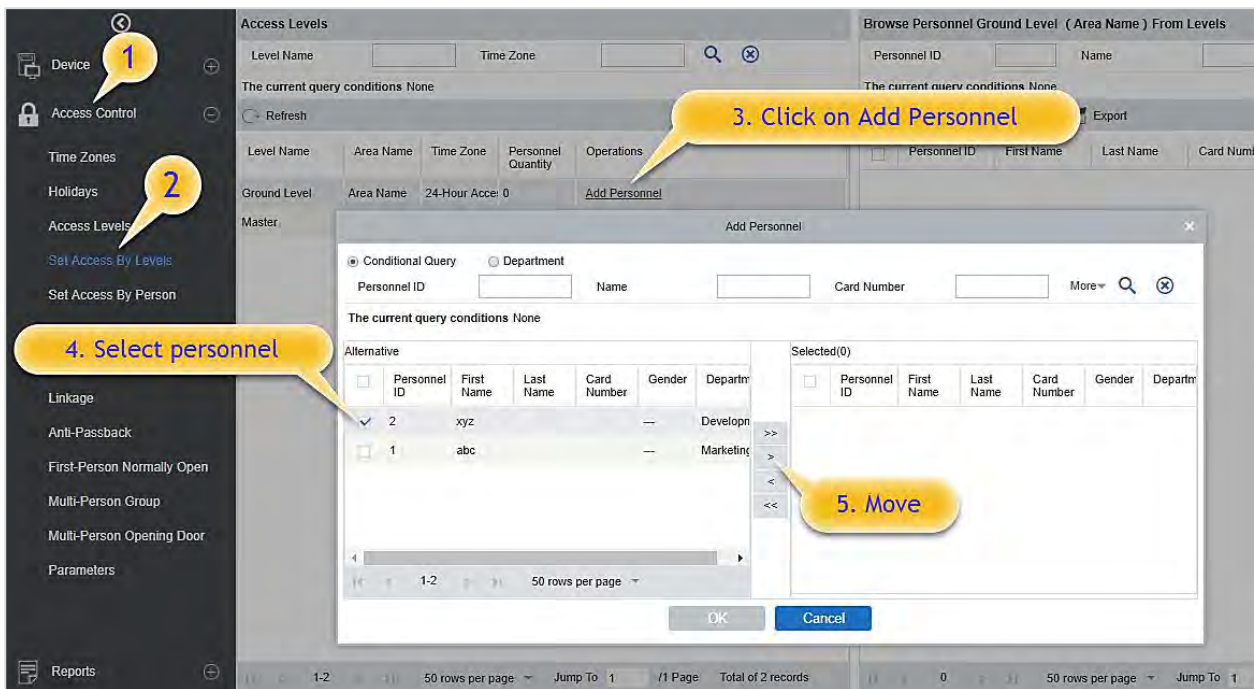 Access Levels
Browse Personnel Ground Level ( Area Name ) From Levels
1
Device
Level Name
Time Zone
Personnel ID
Name
The current query conditions None
The current query conditions None
Access Control
Refresh
3. Click on Add Personnel
Export
Level Name Area Name Time Zone Personnel Quantity Operations
Personnel ID First Name Last Name Card Numb
Time Zones
Holidays
2
Ground Level Area Name 24-Hour Acce: 0 Add Personnel
Access Levels
Master
Add Personnel
Set Access By Levels
Conditional Query Department
Set Access By Person
Personnel ID Name Card Number More
The current query conditions None
4. Select personnel
Alternative
Selected(0)
Personnel ID First Name Last Name Card Number Gender Departm
Personnel ID First Name Last Name Card Number Gender Departm
Linkage
2 xyz --- Developn
Anti-Passback
>>
1 abc --- Marketing
>
First-Person Normally Open
<
Multi-Person Group
<<
5. Move
Multi-Person Opening Door
Parameters
1-2 50 rows per page
OK Cancel
Reports
1-2 50 rows per page Jump To 1 /1 Page Total of 2 records
0 50 rows per page Jump To 1